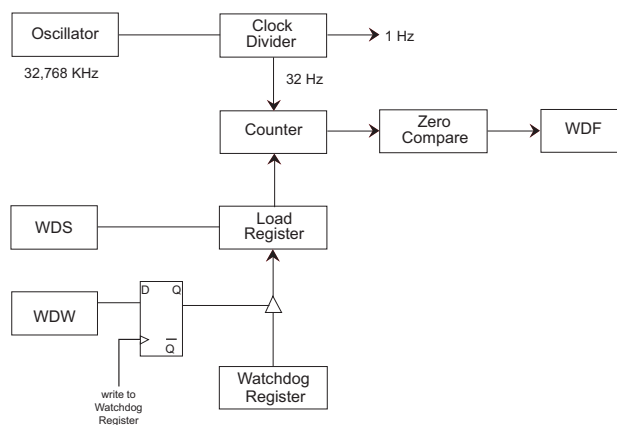 Oscillator
Clock
Divider
1 Hz
32,768 KHz
32 Hz
Counter
Zero
Compare
WDF
WDS
Load
Register
D
Q
WDW
Q
write to
Watchdog
Register
Watchdog
Register